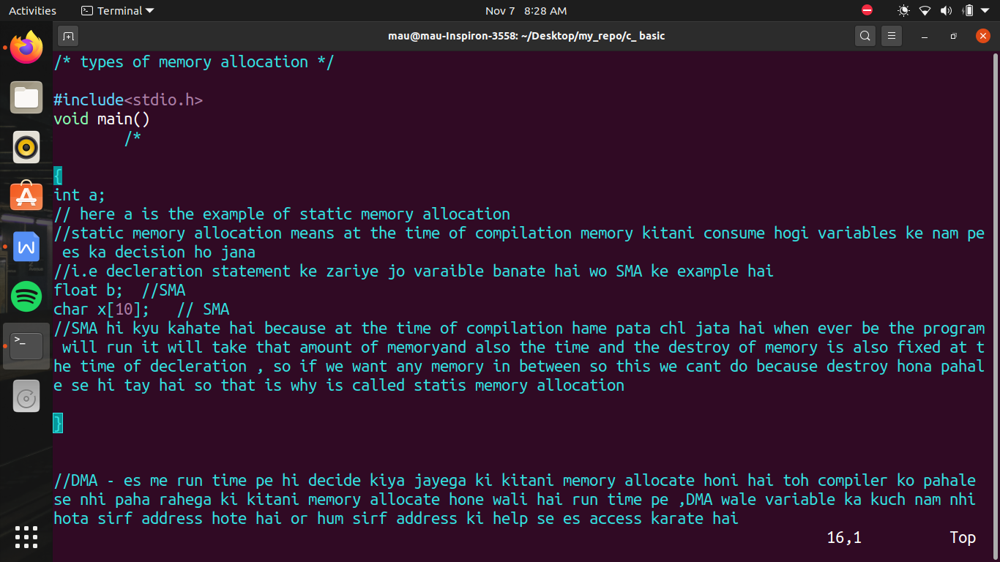 Activities
Terminal
Nov 7 8:28 AM
mau@mau-Inspiron-3558: ~/Desktop/my_repo/c_ basic
/* types of memory allocation */
#include<stdio.h>
void main()
/*
{
int a;
// here a is the example of static memory allocation
//static memory allocation means at the time of compilation memory kitani consume hogi variables ke nam pe
es ka decision ho jana
//i.e decleration statement ke zariye jo varaible banate hai wo SMA ke example hai
float b;  //SMA
char x[10];   // SMA
//SMA hi kyu kahate hai because at the time of compilation hame pata chl jata hai when ever be the program
will run it will take that amount of memoryand also the time and the destroy of memory is also fixed at t
he time of decleration , so if we want any memory in between so this we cant do because destroy hona pahal
e se hi tay hai so that is why is called statis memory allocation
}
//DMA - es me run time pe hi decide kiya jayega ki kitani memory allocate honi hai toh compiler ko pahale
se nhi paha rahega ki kitani memory allocate hone wali hai run time pe ,DMA wale variable ka kuch nam nhi
hota sirf address hote hai or hum sirf address ki help se es access karate hai
16,1
Top